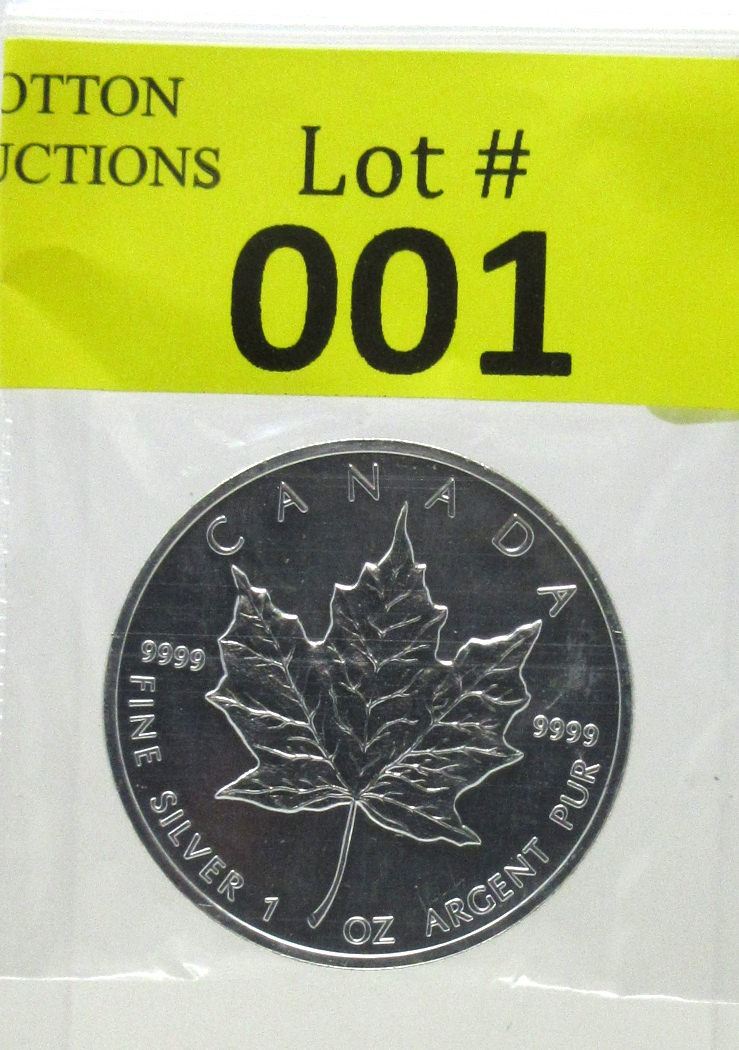 OTTON
UCTIONS
Lot #
001
CANADA
9999
9999
FINE SILVER 1 OZ ARGENT PUR